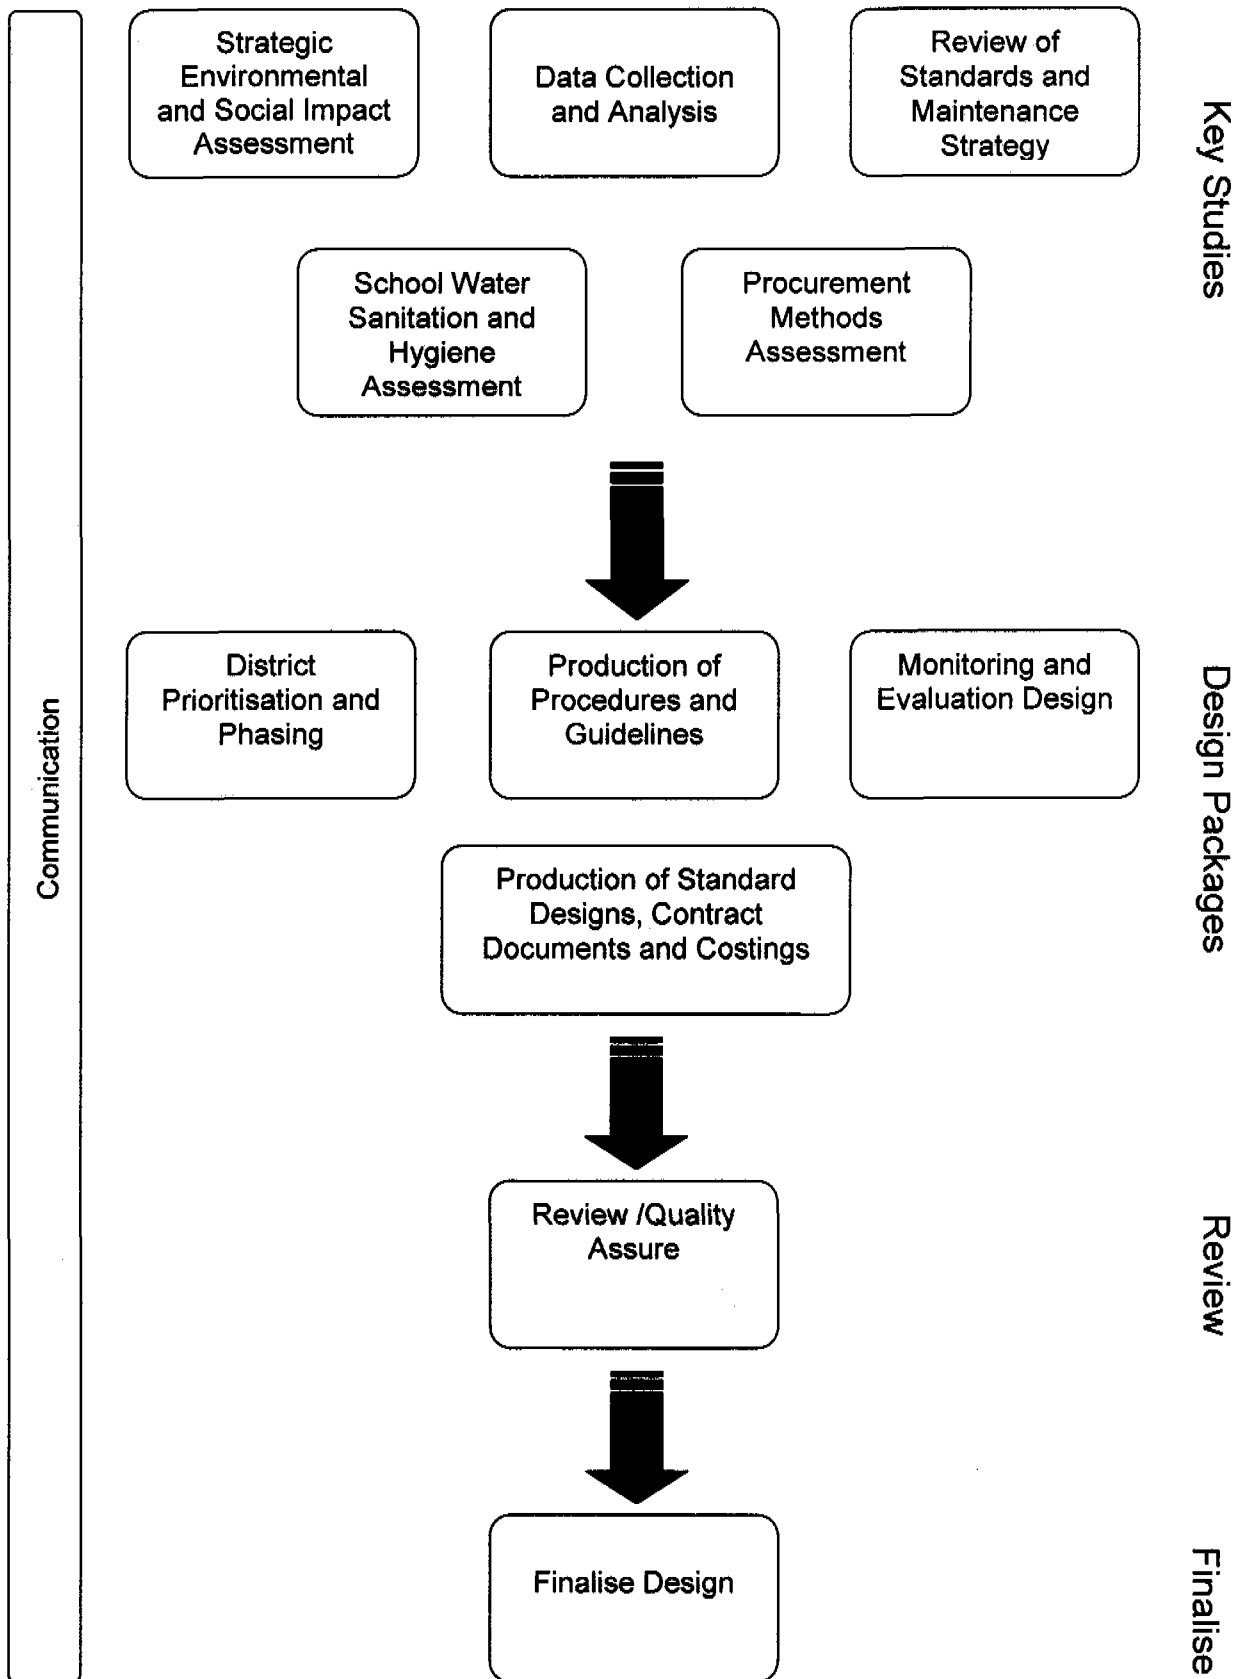 Strategic
Environmental
and Social Impact
Assessment
Data Collection
and Analysis
Review of
Standards and
Maintenance
Strategy
Key Studies
School Water
Sanitation and
Hygiene
Assessment
Procurement
Methods
Assessment
Communication
District
Prioritisation and
Phasing
Production of
Procedures and
Guidelines
Monitoring and
Evaluation Design
Design Packages
Production of Standard
Designs, Contract
Documents and Costings
Review /Quality
Assure
Review
Finalise Design
Finalise